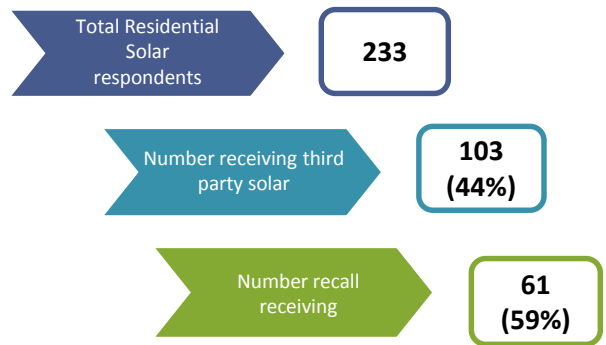 Total Residential
Solar
respondents
233
Number receiving third
party solar
103
(44%)
Number recall
receiving
61
(59%)